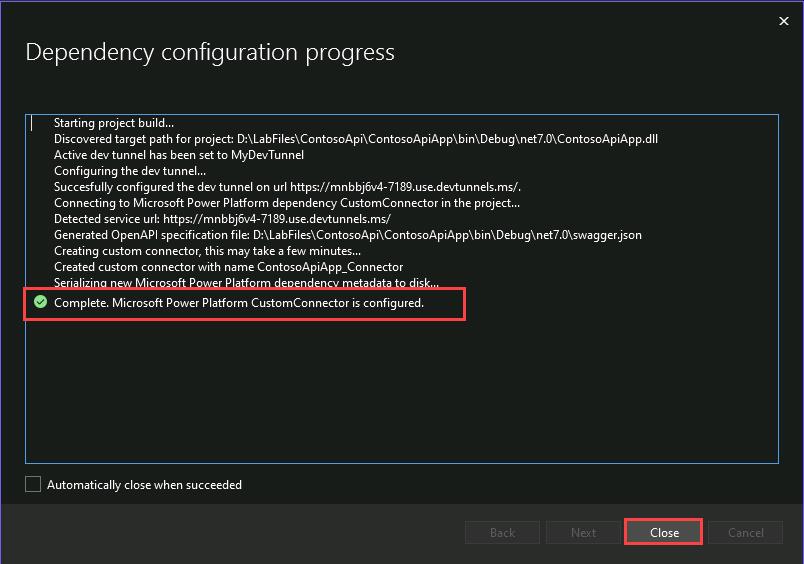 Dependency configuration progress
Starting project build...
Discovered target path for project: D:\LabFiles\ContosoApi\ContosoApiApp\bin\Debug\net7.0\ContosoApiApp.dll
Active dev tunnel has been set to MyDevTunnel
Configuring the dev tunnel...
Succesfully configured the dev tunnel on url https://mnbbj6v4-7189.use.devtunnels.ms/.
Connecting to Microsoft Power Platform dependency CustomConnector in the project...
Detected service url: https://mnbbj6v4-7189.use.devtunnels.ms/
Generated OpenAPI specification file: D:\LabFiles\ContosoApi\ContosoApiApp\bin\Debug\net7.0\swagger.json
Creating custom connector, this may take a few minutes...
Created custom connector with name ContosoApiApp_Connector
Serializing new Microsoft Power Platform dependency metadata to disk...
Complete. Microsoft Power Platform CustomConnector is configured.
Automatically close when succeeded
Back Next Close Cancel